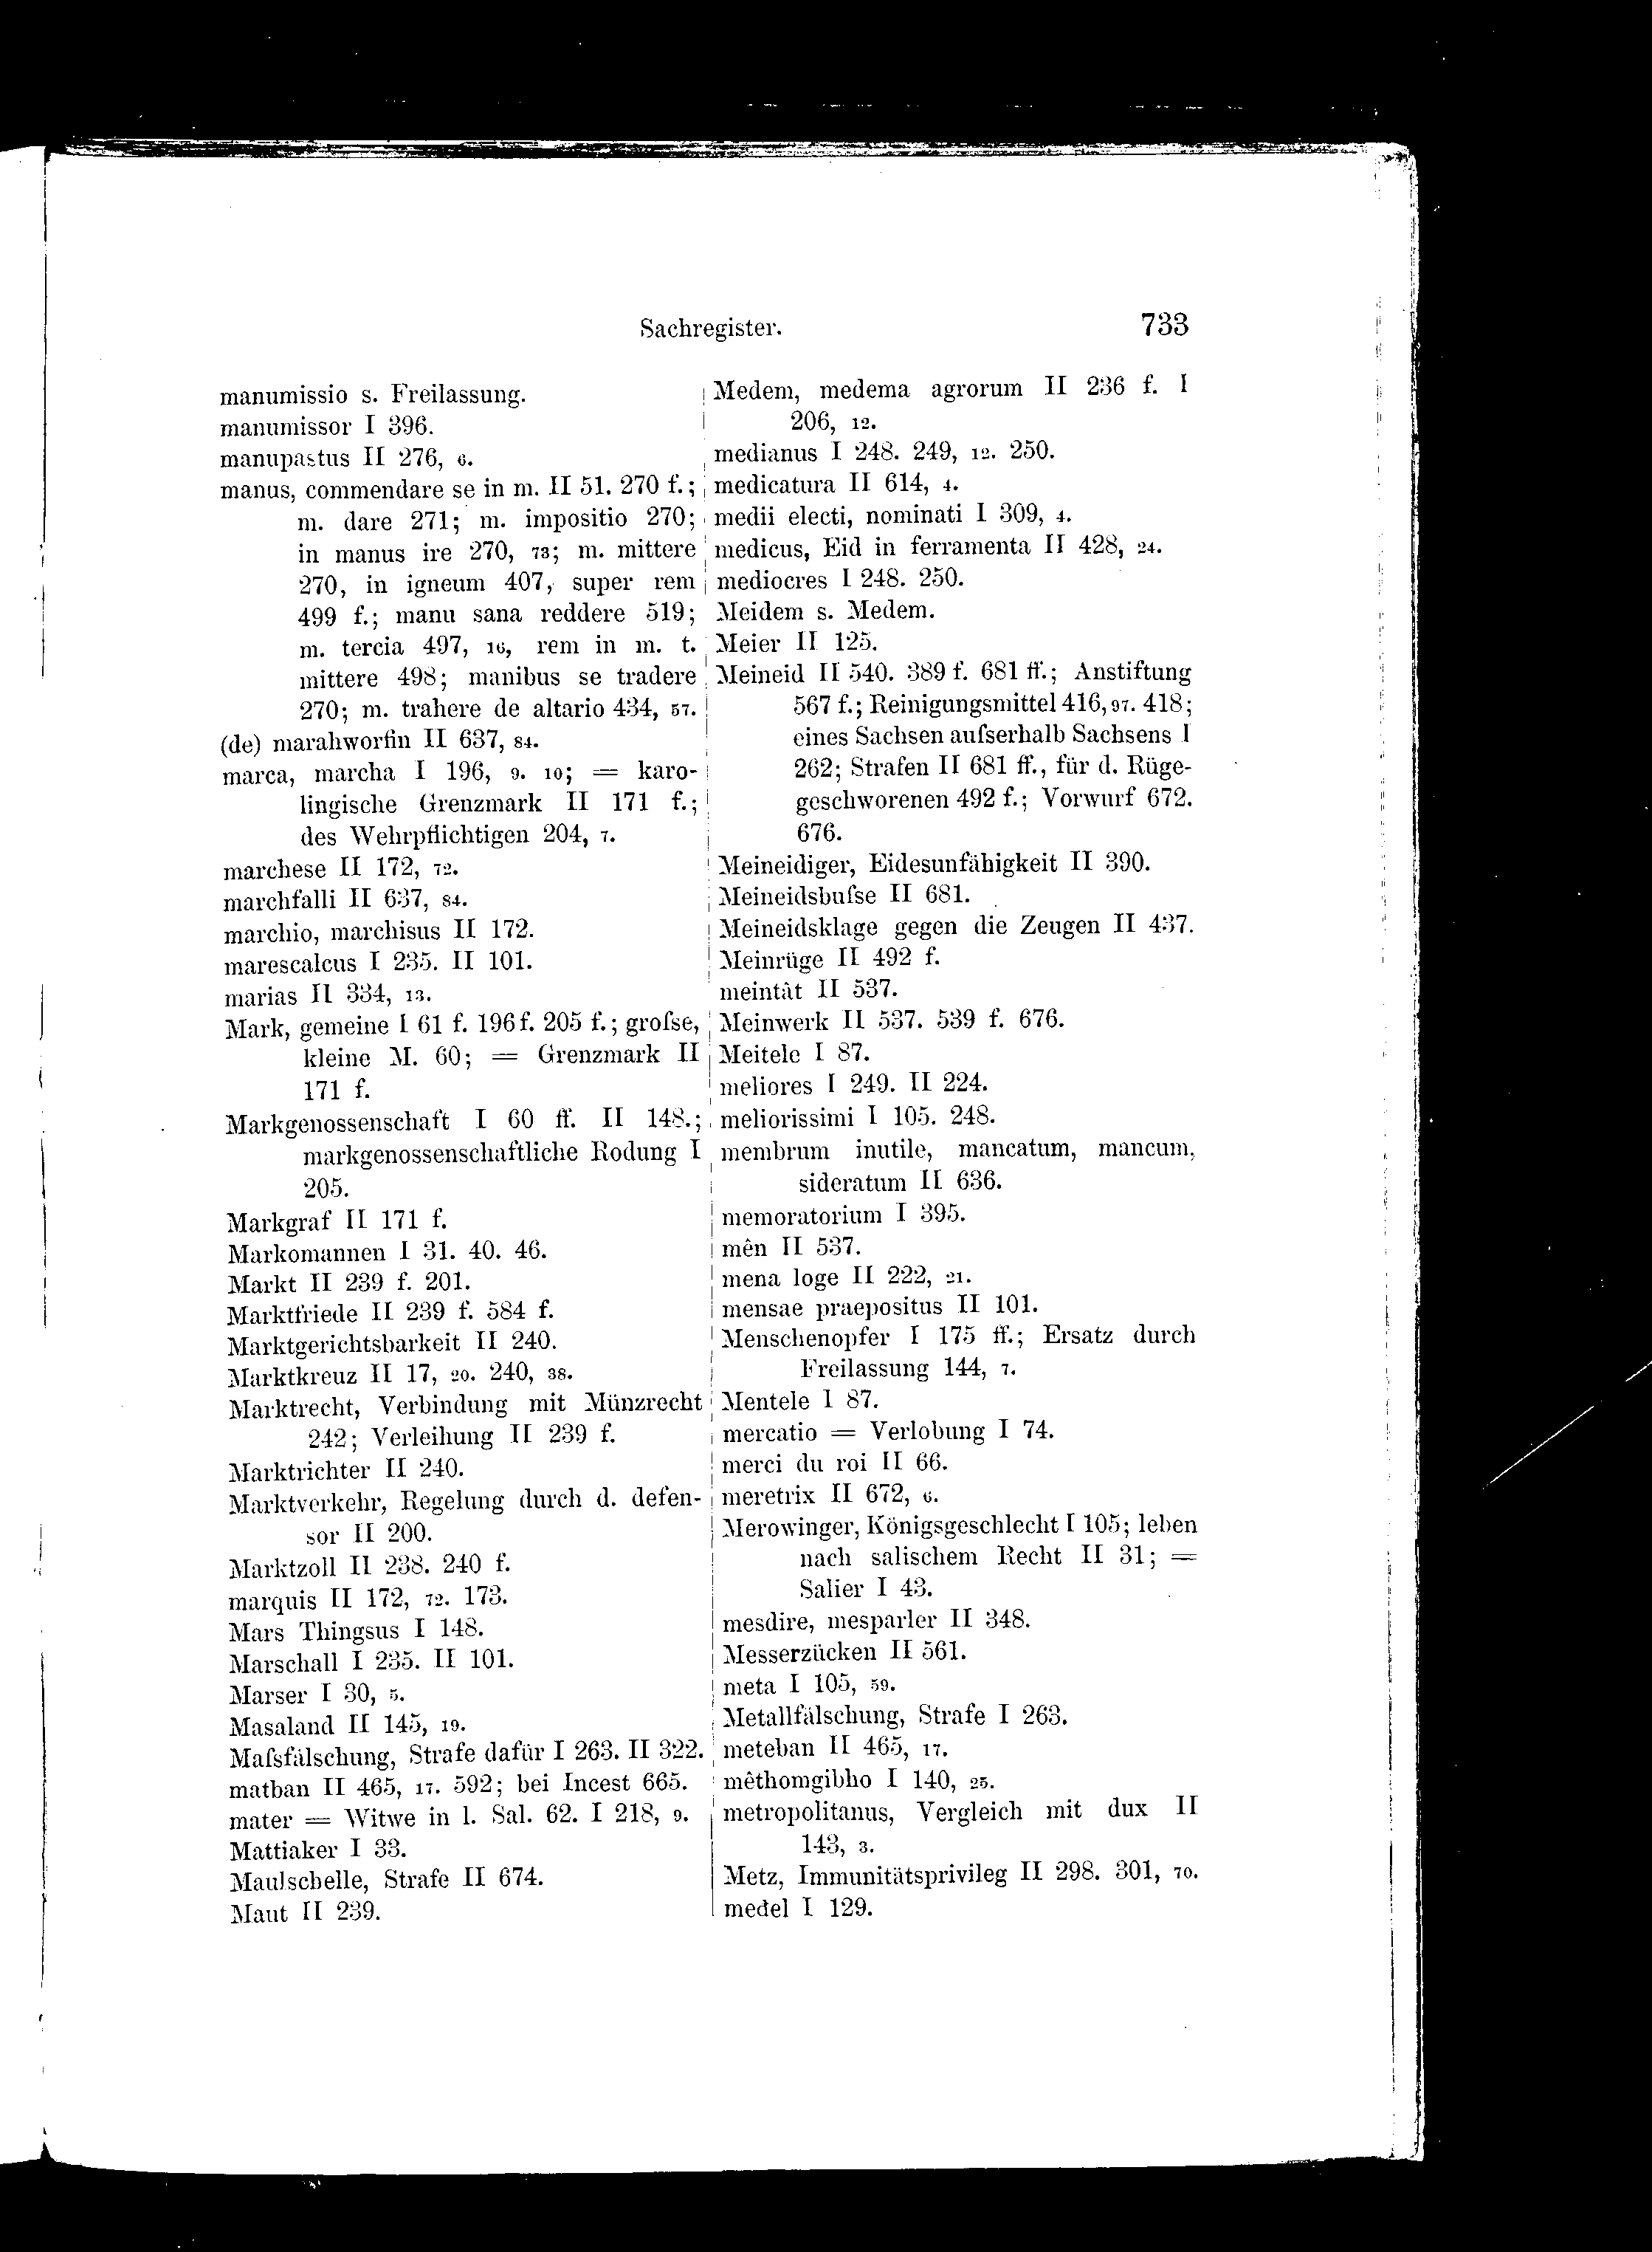 Sachregister. 733
manumissio s. Freilassung.
manumissor I 396.
manupastus II 276, 6.
manus, commendare se in m. II 51. 270 f.;
m. dare 271; m. impositio 270;
in manus ire 270, 73; m. mittere
270, in igneum 407, super rem
499 f.; manu sana reddere 519;
m. tercia 497, 16, rem in m. t.
mittere 498; manibus se tradere
270; m. trahere de altario 434, 57.
(de) marahworfin II 637, 84.
marca, marcha I 196, 9. 10; = karo-
lingische Grenzmark II 171 f.;
des Wehrpflichtigen 204, 7.
marchese II 172, 72.
marchfalli II 637, 84.
marchio, marchisus II 172.
marescalcus I 235. II 101.
marias II 334, 13.
Mark, gemeine I 61 f. 196 f. 205 f.; groſse,
kleine M. 60; = Grenzmark II
171 f.
Markgenossenschaft I 60 ff. II 148.;
markgenossenschaftliche Rodung I
205.
Markgraf II 171 f.
Markomannen I 31. 40. 46.
Markt II 239 f. 201.
Marktfriede II 239 f. 584 f.
Marktgerichtsbarkeit II 240.
Marktkreuz II 17, 20. 240, 38.
Marktrecht, Verbindung mit Münzrecht
242; Verleihung II 239 f.
Marktrichter II 240.
Marktverkehr, Regelung durch d. defen-
sor II 200.
Marktzoll II 238. 240 f.
marquis II 172, 72. 173.
Mars Thingsus I 148.
Marschall I 235. II 101.
Marser I 30, 5.
Masaland II 145, 19.
Maſsfälschung, Strafe dafür I 263. II 322.
matban II 465, 17. 592; bei Incest 665.
mater = Witwe in l. Sal. 62. I 218, 9.
Mattiaker I 33.
Maulschelle, Strafe II 674.
Maut II 239.
Medem, medema agrorum II 236 f. I
206, 12.
medianus I 248. 249, 12. 250.
medicatura II 614, 4.
medii electi, nominati I 309, 4.
medicus, Eid in ferramenta II 428, 24.
mediocres I 248. 250.
Meidem s. Medem.
Meier II 125.
Meineid II 540. 389 f. 681 ff.; Anstiftung
567 f.; Reinigungsmittel 416, 97. 418;
eines Sachsen auſserhalb Sachsens I
262; Strafen II 681 ff., für d. Rüge-
geschworenen 492 f.; Vorwurf 672.
676.
Meineidiger, Eidesunfähigkeit II 390.
Meineidsbuſse II 681.
Meineidsklage gegen die Zeugen II 437.
Meinrüge II 492 f.
meintât II 537.
Meinwerk II 537. 539 f. 676.
Meitele I 87.
meliores I 249. II 224.
meliorissimi I 105. 248.
membrum inutile, mancatum, mancum,
sideratum II 636.
memoratorium I 395.
mên II 537.
mena loge II 222, 21.
mensae praepositus II 101.
Menschenopfer I 175 ff.; Ersatz durch
Freilassung 144, 7.
Mentele I 87.
mercatio = Verlobung I 74.
merci du roi II 66.
meretrix II 672, 6.
Merowinger, Königsgeschlecht I 105; leben
nach salischem Recht II 31; =
Salier I 43.
mesdire, mesparler II 348.
Messerzücken II 561.
meta I 105, 59.
Metallfälschung, Strafe I 263.
meteban II 465, 17.
mêthomgibho I 140, 25.
metropolitanus, Vergleich mit dux II
143, 3.
Metz, Immunitätsprivileg II 298. 301, 70.
međel I 129.